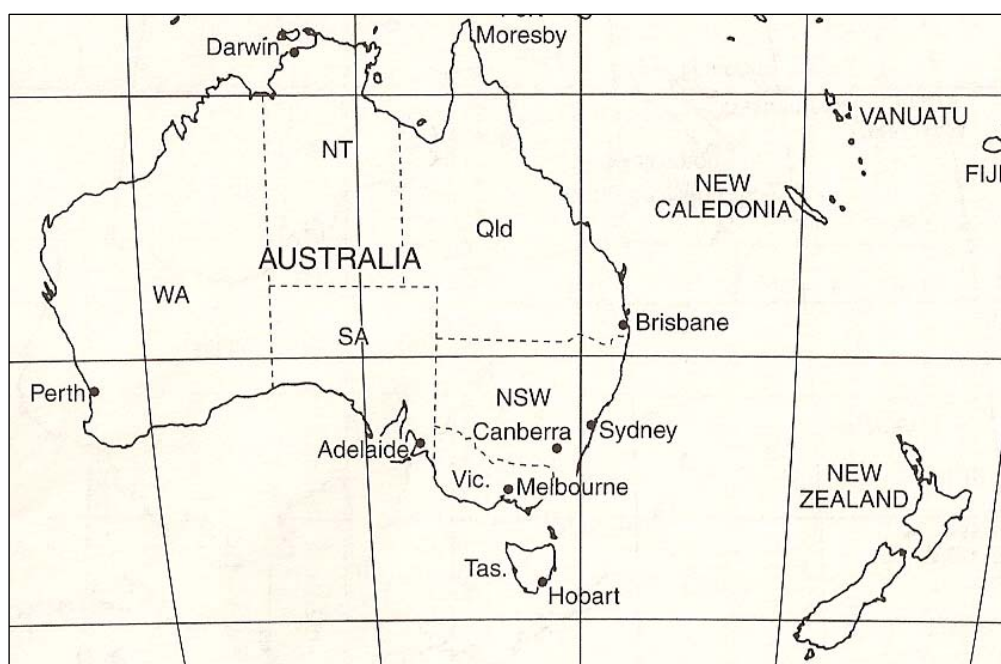 Darwin
Moresby
VANUATU
NT
FIJI
NEW
CALEDONIA
Qld
AUSTRALIA
WA
Brisbane
SA
Perth
NSW
Canberra
Sydney
Adelaide
Vic.
Melbourne
NEW
ZEALAND
Tas.
Hobart